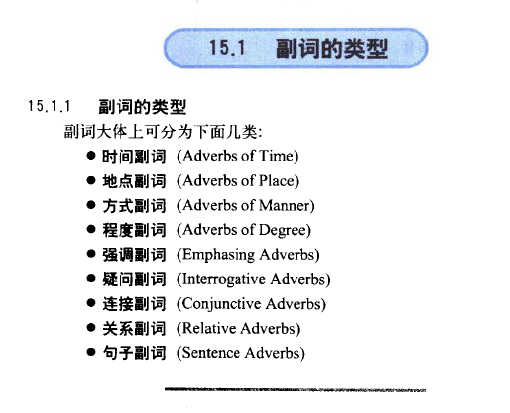 15.1 副词的类型
15.1.1 副词的类型
副词大体上可分为下面几类:
● 时间副词 (Adverbs of Time)
● 地点副词 (Adverbs of Place)
● 方式副词 (Adverbs of Manner)
● 程度副词 (Adverbs of Degree)
● 强调副词 (Emphasing Adverbs)
● 疑问副词 (Interrogative Adverbs)
● 连接副词 (Conjunctive Adverbs)
● 关系副词 (Relative Adverbs)
● 句子副词 (Sentence Adverbs)